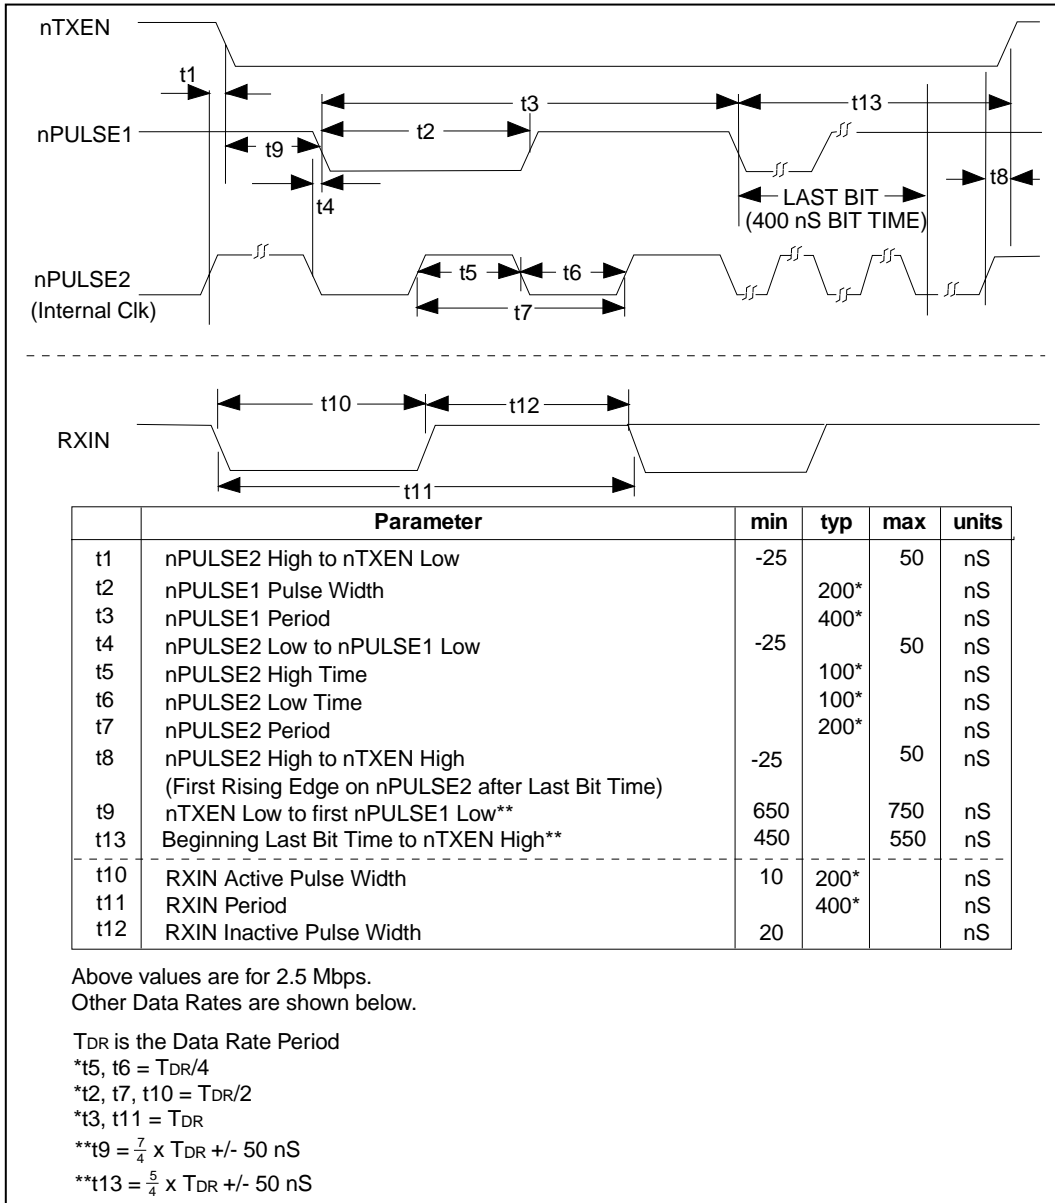 nTXEN
t1
t3
t13
nPULSE1
t2
t9
t4
t8
LAST BIT
(400 nS BIT TIME)
nPULSE2
(Internal Clk)
t5
t6
t7
t10
t12
RXIN
t11
Parameter min typ max units
t1 nPULSE2 High to nTXEN Low -25 50 nS
t2 nPULSE1 Pulse Width 200* nS
t3 nPULSE1 Period 400* nS
t4 nPULSE2 Low to nPULSE1 Low -25 50 nS
t5 nPULSE2 High Time 100* nS
t6 nPULSE2 Low Time 100* nS
t7 nPULSE2 Period 200* nS
t8 nPULSE2 High to nTXEN High -25 50 nS
(First Rising Edge on nPULSE2 after Last Bit Time)
t9 nTXEN Low to first nPULSE1 Low** 650 750 nS
t13 Beginning Last Bit Time to nTXEN High** 450 550 nS
t10 RXIN Active Pulse Width 10 200* nS
t11 RXIN Period 400* nS
t12 RXIN Inactive Pulse Width 20 nS
Above values are for 2.5 Mbps.
Other Data Rates are shown below.
TDR is the Data Rate Period
*t5, t6 = TDR/4
*t2, t7, t10 = TDR/2
*t3, t11 = TDR
**t9 = 7/4 x TDR +/- 50 nS
**t13 = 5/4 x TDR +/- 50 nS